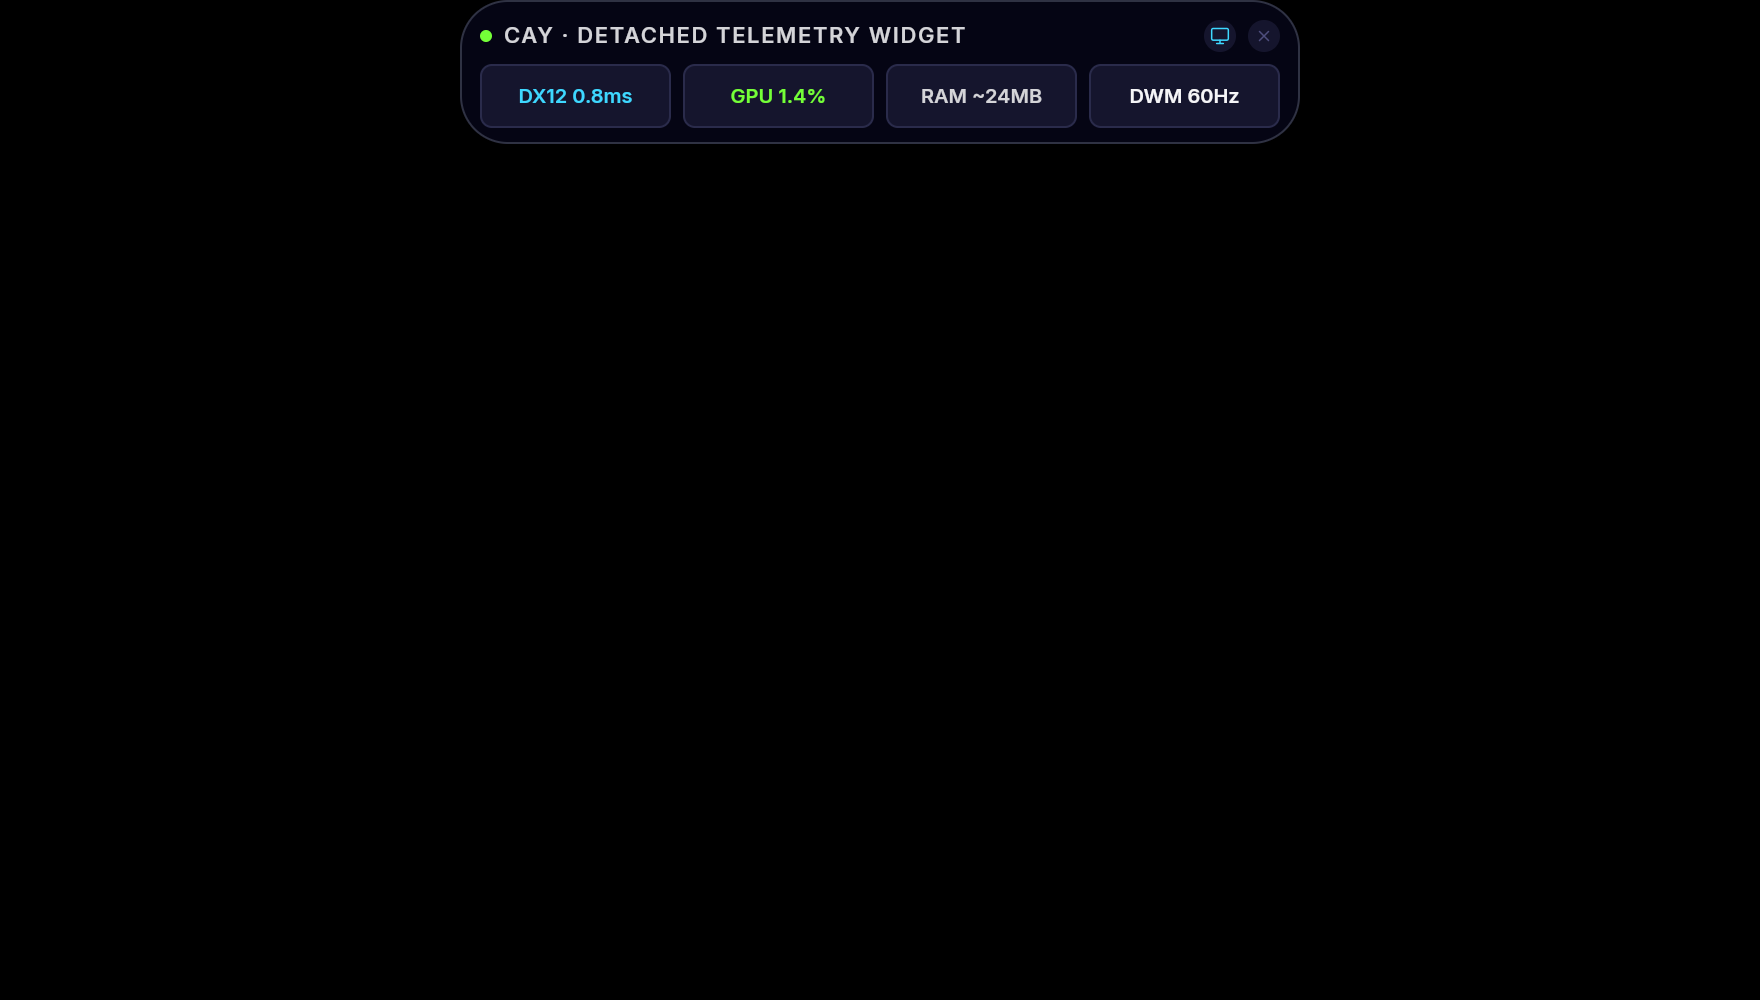 CAY · DETACHED TELEMETRY WIDGET
DX12 0.8ms
GPU 1.4%
RAM ~24MB
DWM 60Hz